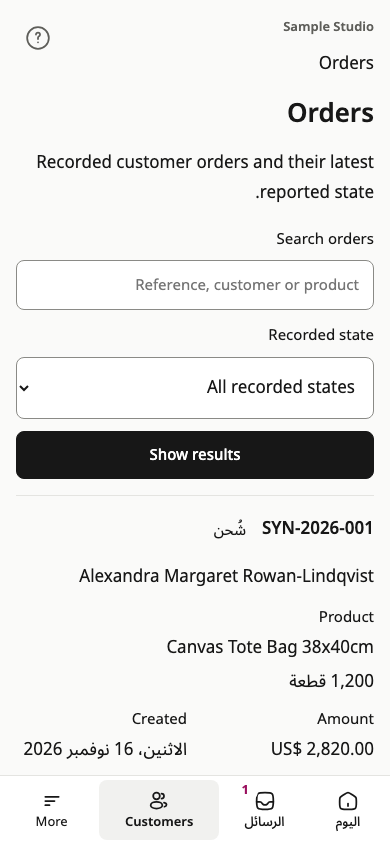 Sample Studio
Orders
Orders
Recorded customer orders and their latest
reported state.
Search orders
Reference, customer or product
Recorded state
All recorded states
Show results
SYN-2026-001 شُحن
Alexandra Margaret Rowan-Lindqvist
Product
Canvas Tote Bag 38x40cm
1,200 قطعة
Amount
US$ 2,820.00
Created
الاثنين، 16 نوفمبر 2026
اليوم
1
الرسائل
Customers
More